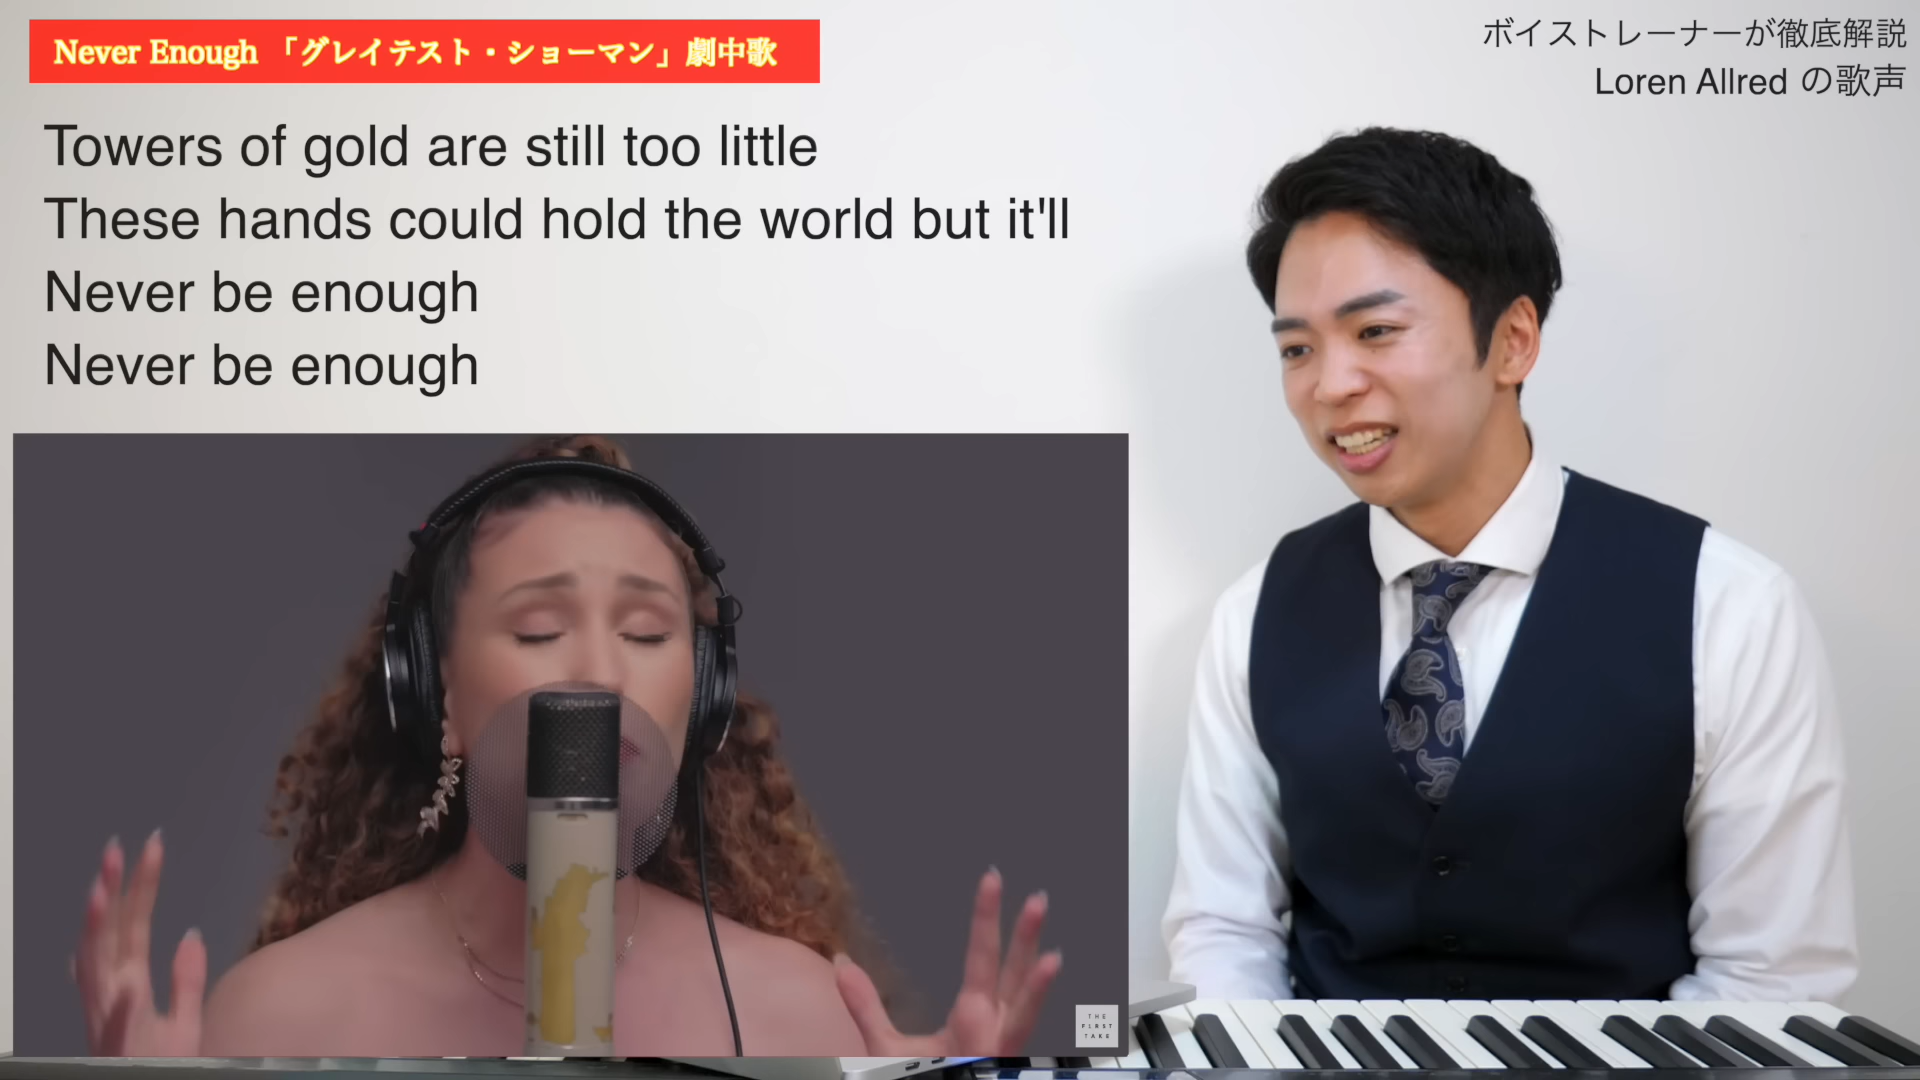 Never Enough 「グレイテスト・ショーマン」劇中歌
ボイストレーナーが徹底解説
Loren Allred の歌声
Towers of gold are still too little
These hands could hold the world but it'll
Never be enough
Never be enough
THE
FIRST
TAKE